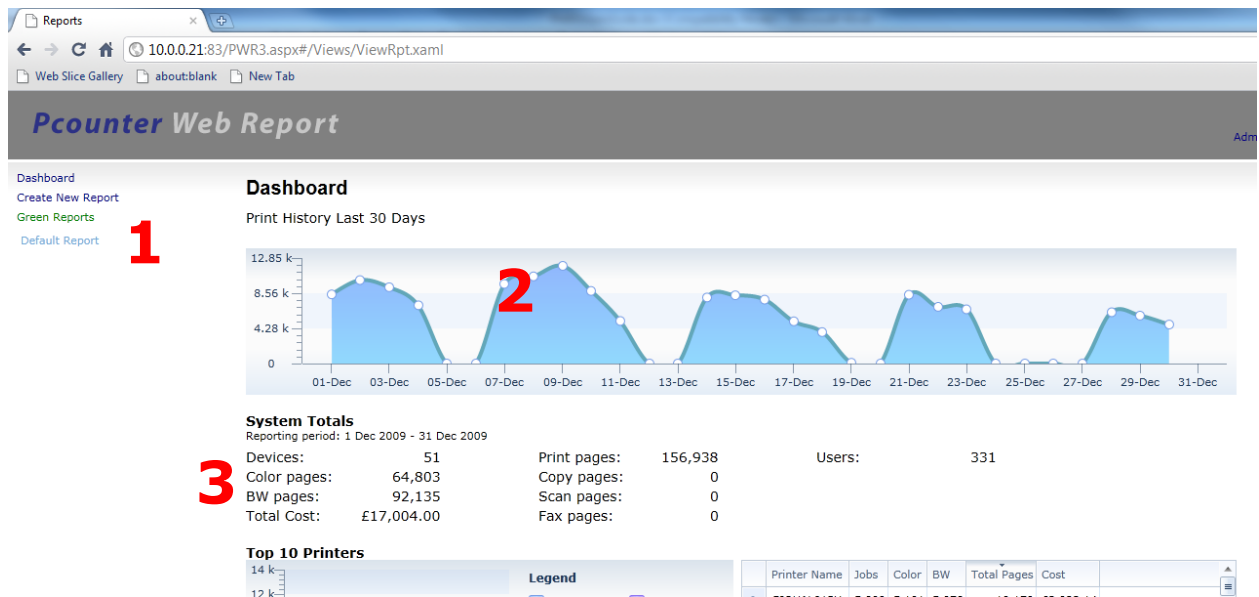 Reports
10.0.0.21:83/PWR3.aspx#/Views/ViewRpt.xaml
Web Slice Gallery about:blank New Tab
Pcounter Web Report
Dashboard
Create New Report
Green Reports
Default Report
1
Dashboard
Print History Last 30 Days
12.85 k
8.56 k
4.28 k
0
2
01-Dec 03-Dec 05-Dec 07-Dec 09-Dec 11-Dec 13-Dec 15-Dec 17-Dec 19-Dec 21-Dec 23-Dec 25-Dec 27-Dec 29-Dec 31-Dec
System Totals
Reporting period: 1 Dec 2009 - 31 Dec 2009
3
Devices: 51 Print pages: 156,938 Users: 331
Color pages: 64,803 Copy pages: 0
BW pages: 92,135 Scan pages: 0
Total Cost: £17,004.00 Fax pages: 0
Top 10 Printers
14 k
12 k
Legend
Printer Name Jobs Color BW Total Pages Cost